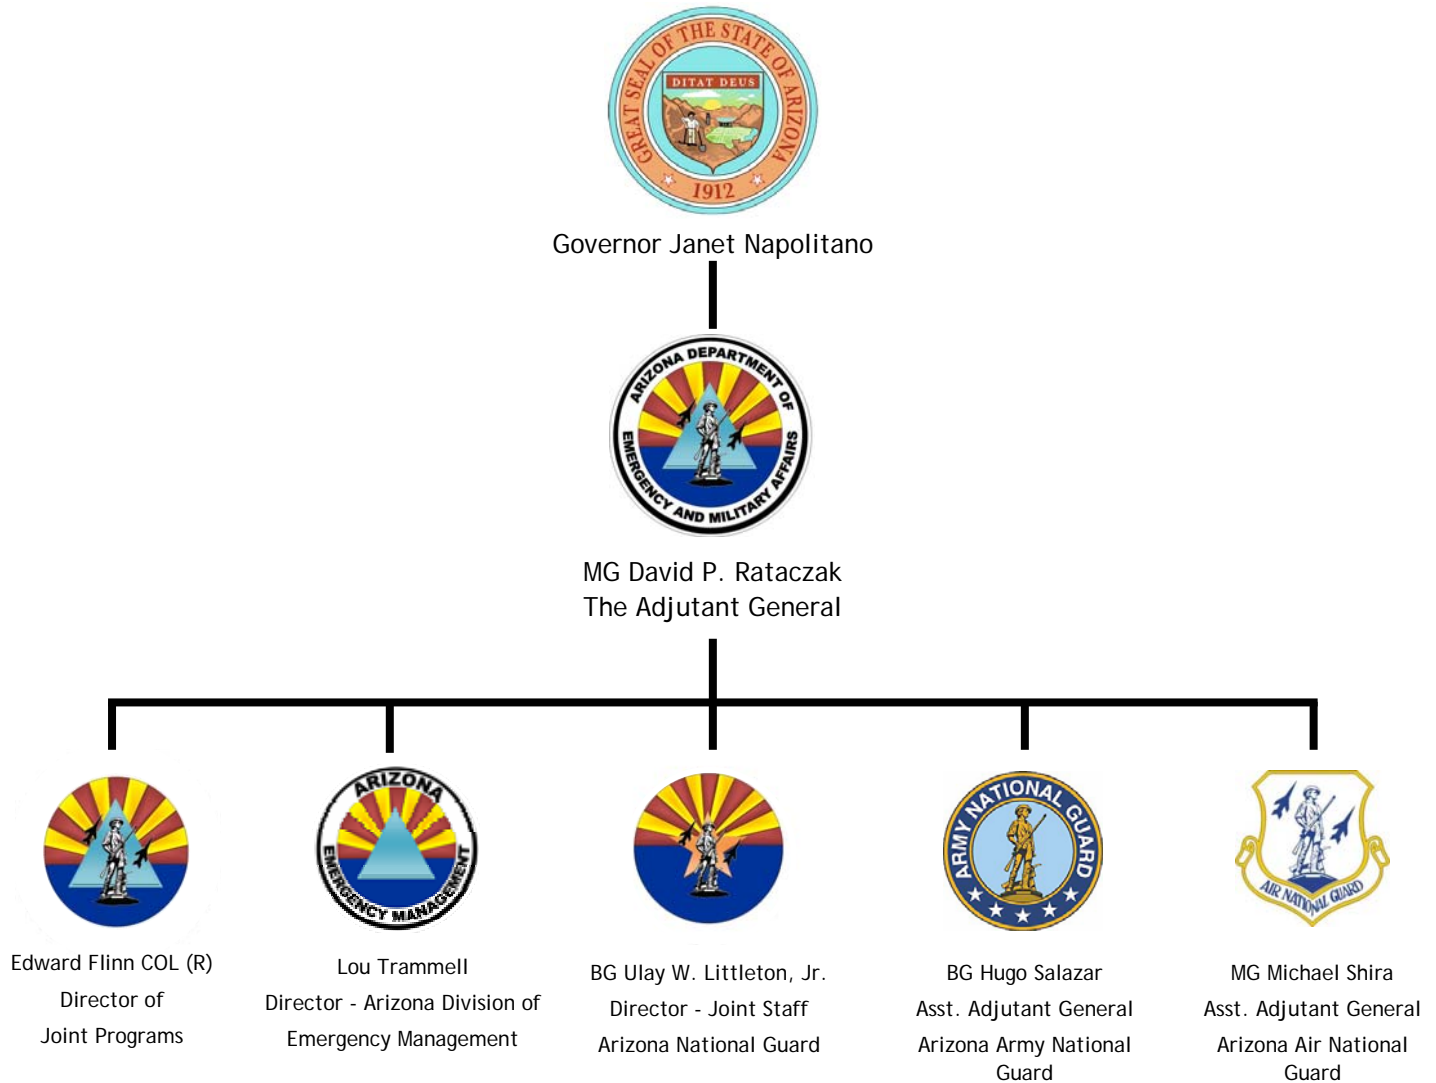 GREAT SEAL OF THE STATE OF ARIZONA
DITAT DEUS
1912
Governor Janet Napolitano
ARIZONA DEPARTMENT OF
EMERGENCY AND MILITARY AFFAIRS
MG David P. Rataczak
The Adjutant General
ARIZONA
EMERGENCY MANAGEMENT
ARMY NATIONAL GUARD
AIR NATIONAL GUARD
Edward Flinn COL (R)
Director of
Joint Programs
Lou Trammell
Director - Arizona Division of
Emergency Management
BG Ulay W. Littleton, Jr.
Director - Joint Staff
Arizona National Guard
BG Hugo Salazar
Asst. Adjutant General
Arizona Army National
Guard
MG Michael Shira
Asst. Adjutant General
Arizona Air National
Guard